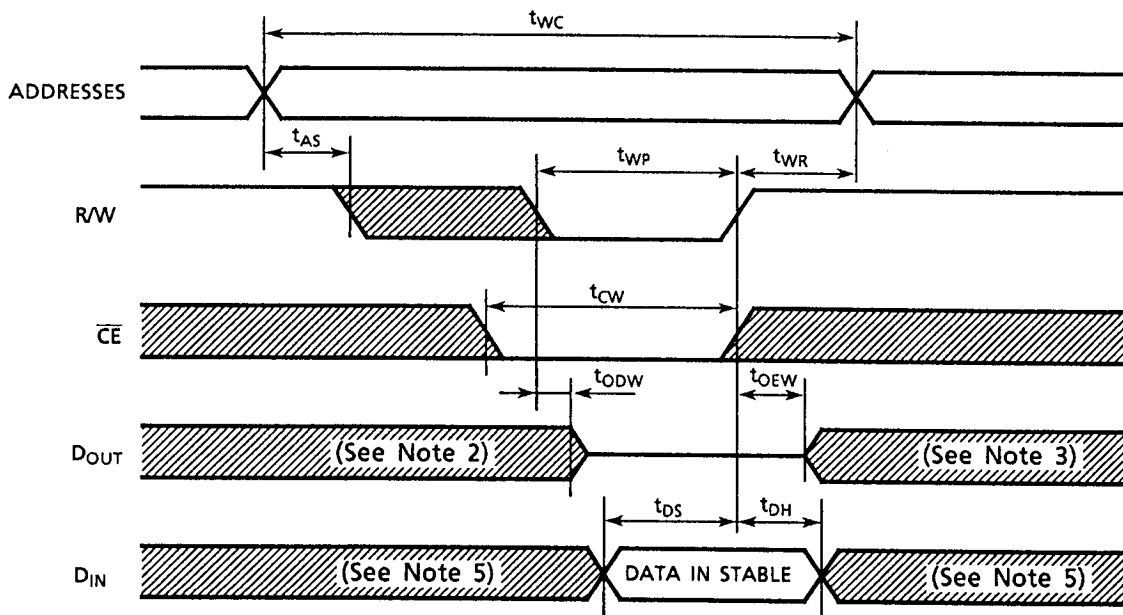 tWC
ADDRESSES
tAS
tWP
tWR
R/W
tCW
C̅E̅
tODW
tOEW
DOUT
(See Note 2)
(See Note 3)
tDS
tDH
DIN
(See Note 5)
DATA IN STABLE
(See Note 5)